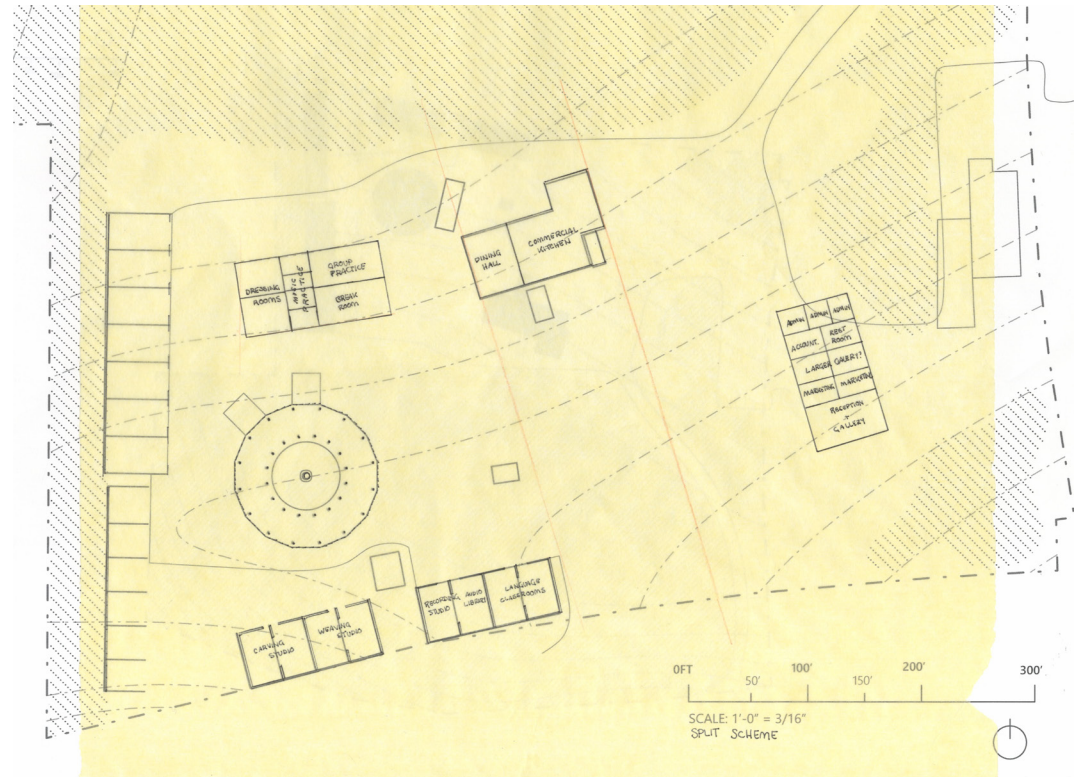 COMMERCIAL
KITCHEN
DINING
HALL
GROUP
PRACTICE
PRACTICE
DRESSING
ROOMS
BREAK
ROOM
ADMIN ADMIN ADMIN
ACCOUNT. REST
ROOM
LARGER GALLERY?
MARKETING MARKETING
RECEPTION
+
GALLERY
RECORDING
STUDIO
AUDIO
LIBRARY
LANGUAGE
CLASSROOMS
WEAVING
STUDIO
CARVING
STUDIO
0FT 100' 200' 300'
50' 150'
SCALE: 1'-0" = 3/16"
SPLIT SCHEME